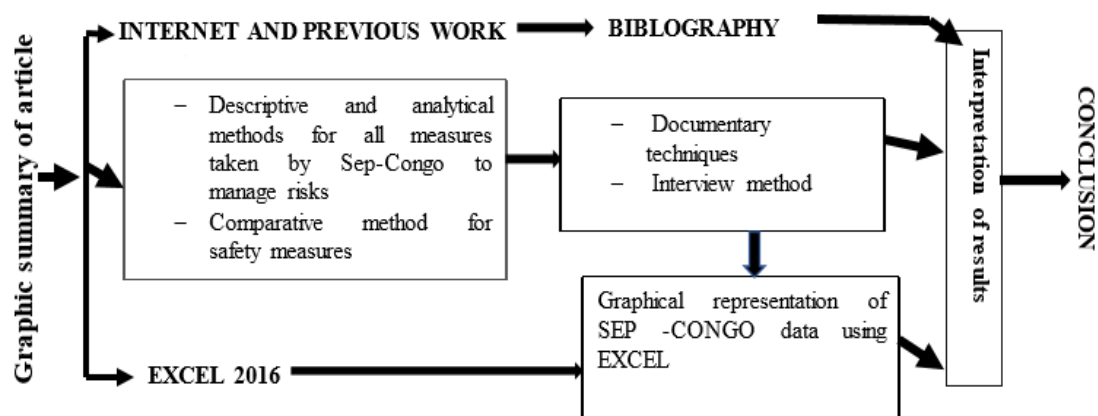 Graphic summary of article
INTERNET AND PREVIOUS WORK
BIBLOGRAPHY
– Descriptive and analytical
methods for all measures
taken by Sep-Congo to
manage risks
– Comparative method for
safety measures
– Documentary
techniques
– Interview method
EXCEL 2016
Graphical representation of
SEP -CONGO data using
EXCEL
Interpretation of results
CONCLUSION